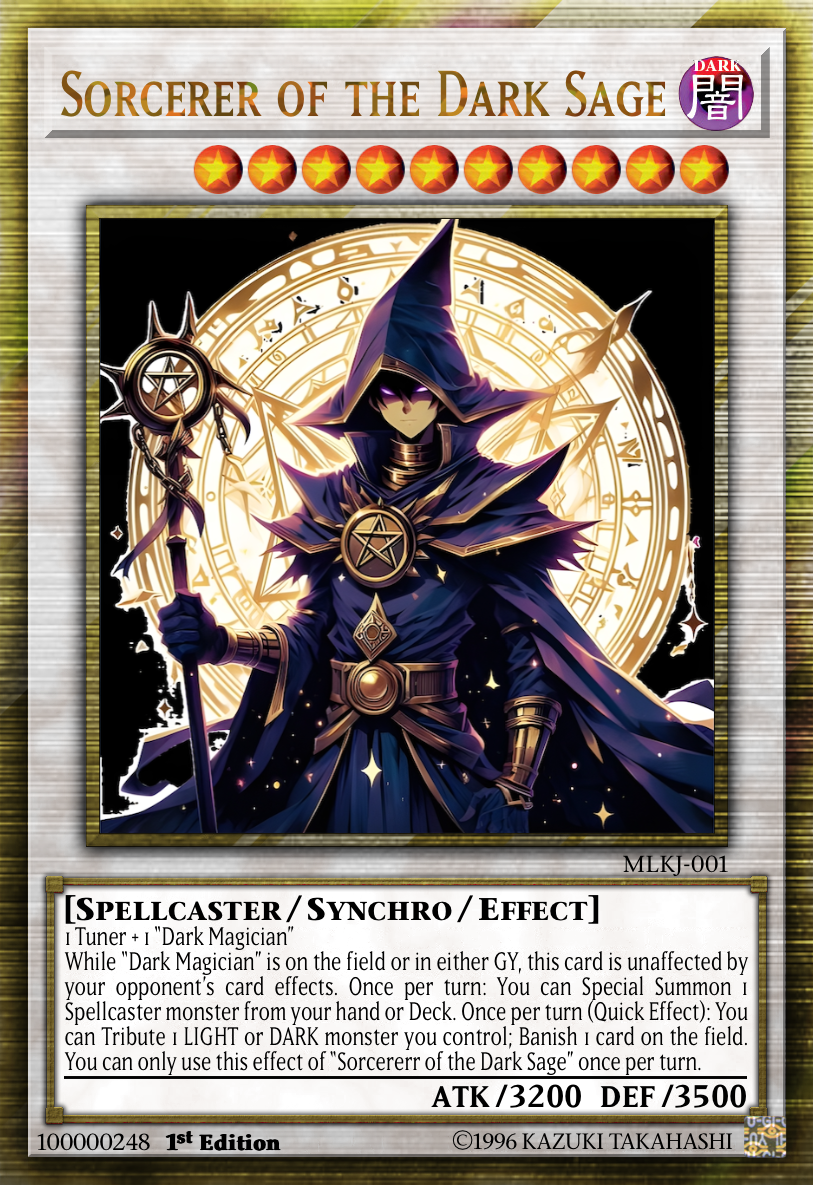 SORCERER OF THE DARK SAGE
DARK
闇
MLKJ-001
[SPELLCASTER / SYNCHRO / EFFECT]
1 Tuner + 1 "Dark Magician"
While "Dark Magician" is on the field or in either GY, this card is unaffected by
your opponent's card effects. Once per turn: You can Special Summon 1
Spellcaster monster from your hand or Deck. Once per turn (Quick Effect): You
can Tribute 1 LIGHT or DARK monster you control; Banish 1 card on the field.
You can only use this effect of "Sorcererr of the Dark Sage" once per turn.
ATK/3200 DEF/3500
100000248 1st Edition ©1996 KAZUKI TAKAHASHI